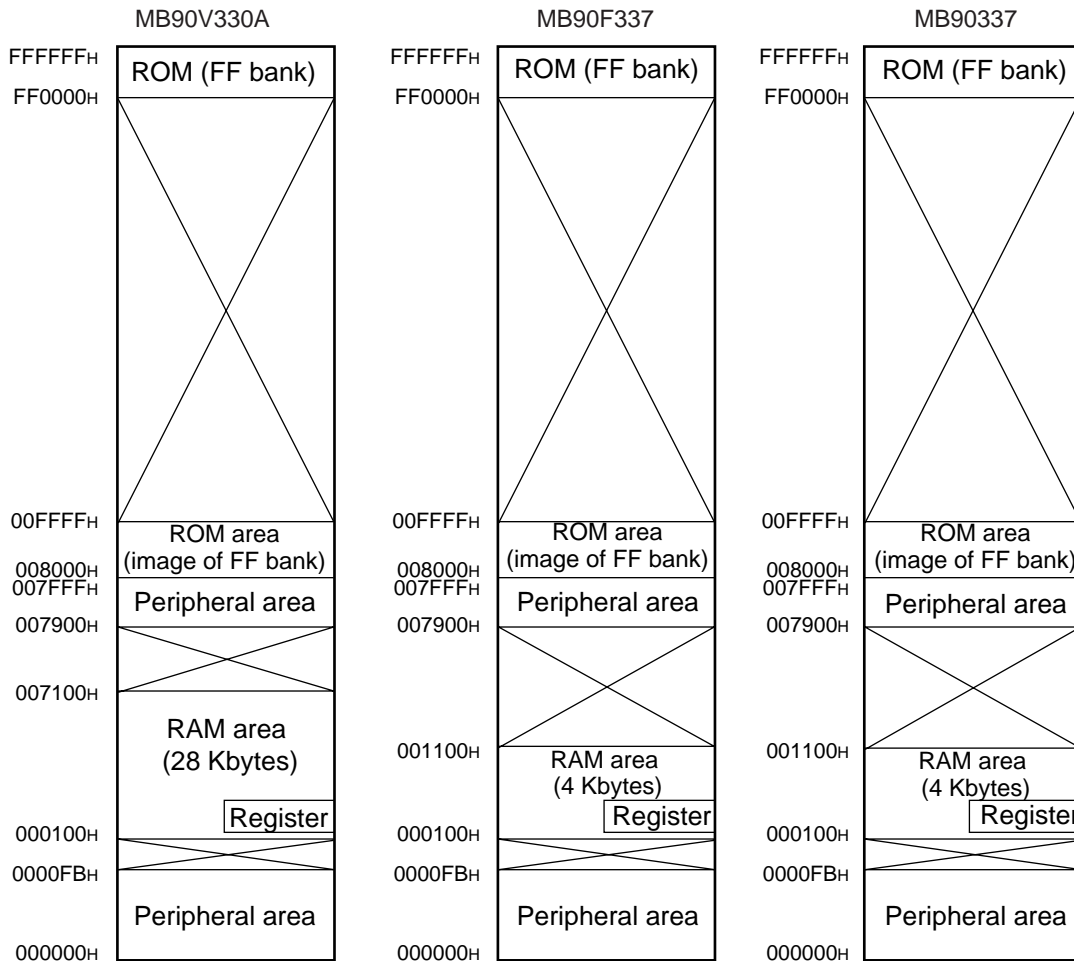 MB90V330A
FFFFFFH
ROM (FF bank)
FF0000H
00FFFFH
ROM area
(image of FF bank)
008000H
007FFFH
Peripheral area
007900H
007100H
RAM area
(28 Kbytes)
Register
000100H
0000FBH
Peripheral area
000000H
MB90F337
FFFFFFH
ROM (FF bank)
FF0000H
00FFFFH
ROM area
(image of FF bank)
008000H
007FFFH
Peripheral area
007900H
001100H
RAM area
(4 Kbytes)
Register
000100H
0000FBH
Peripheral area
000000H
MB90337
FFFFFFH
ROM (FF bank)
FF0000H
00FFFFH
ROM area
(image of FF bank)
008000H
007FFFH
Peripheral area
007900H
001100H
RAM area
(4 Kbytes)
Register
000100H
0000FBH
Peripheral area
000000H